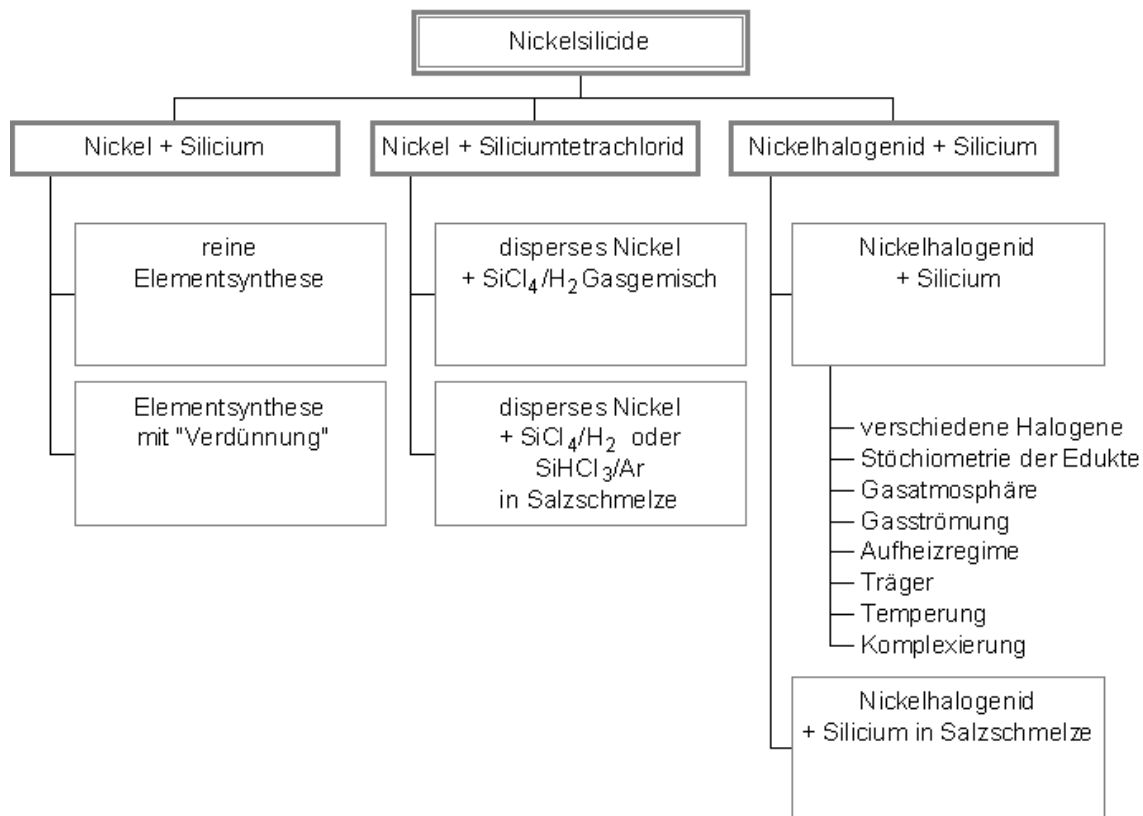 Nickelsilicide
Nickel + Silicium
Nickel + Siliciumtetrachlorid
Nickelhalogenid + Silicium
reine
Elementsynthese
Elementsynthese
mit "Verdünnung"
disperses Nickel
+ SiCl4/H2 Gasgemisch
disperses Nickel
+ SiCl4/H2 oder
SiHCl3/Ar
in Salzschmelze
Nickelhalogenid
+ Silicium
verschiedene Halogene
Stöchiometrie der Edukte
Gasatmosphäre
Gasströmung
Aufheizregime
Träger
Temperung
Komplexierung
Nickelhalogenid
+ Silicium in Salzschmelze